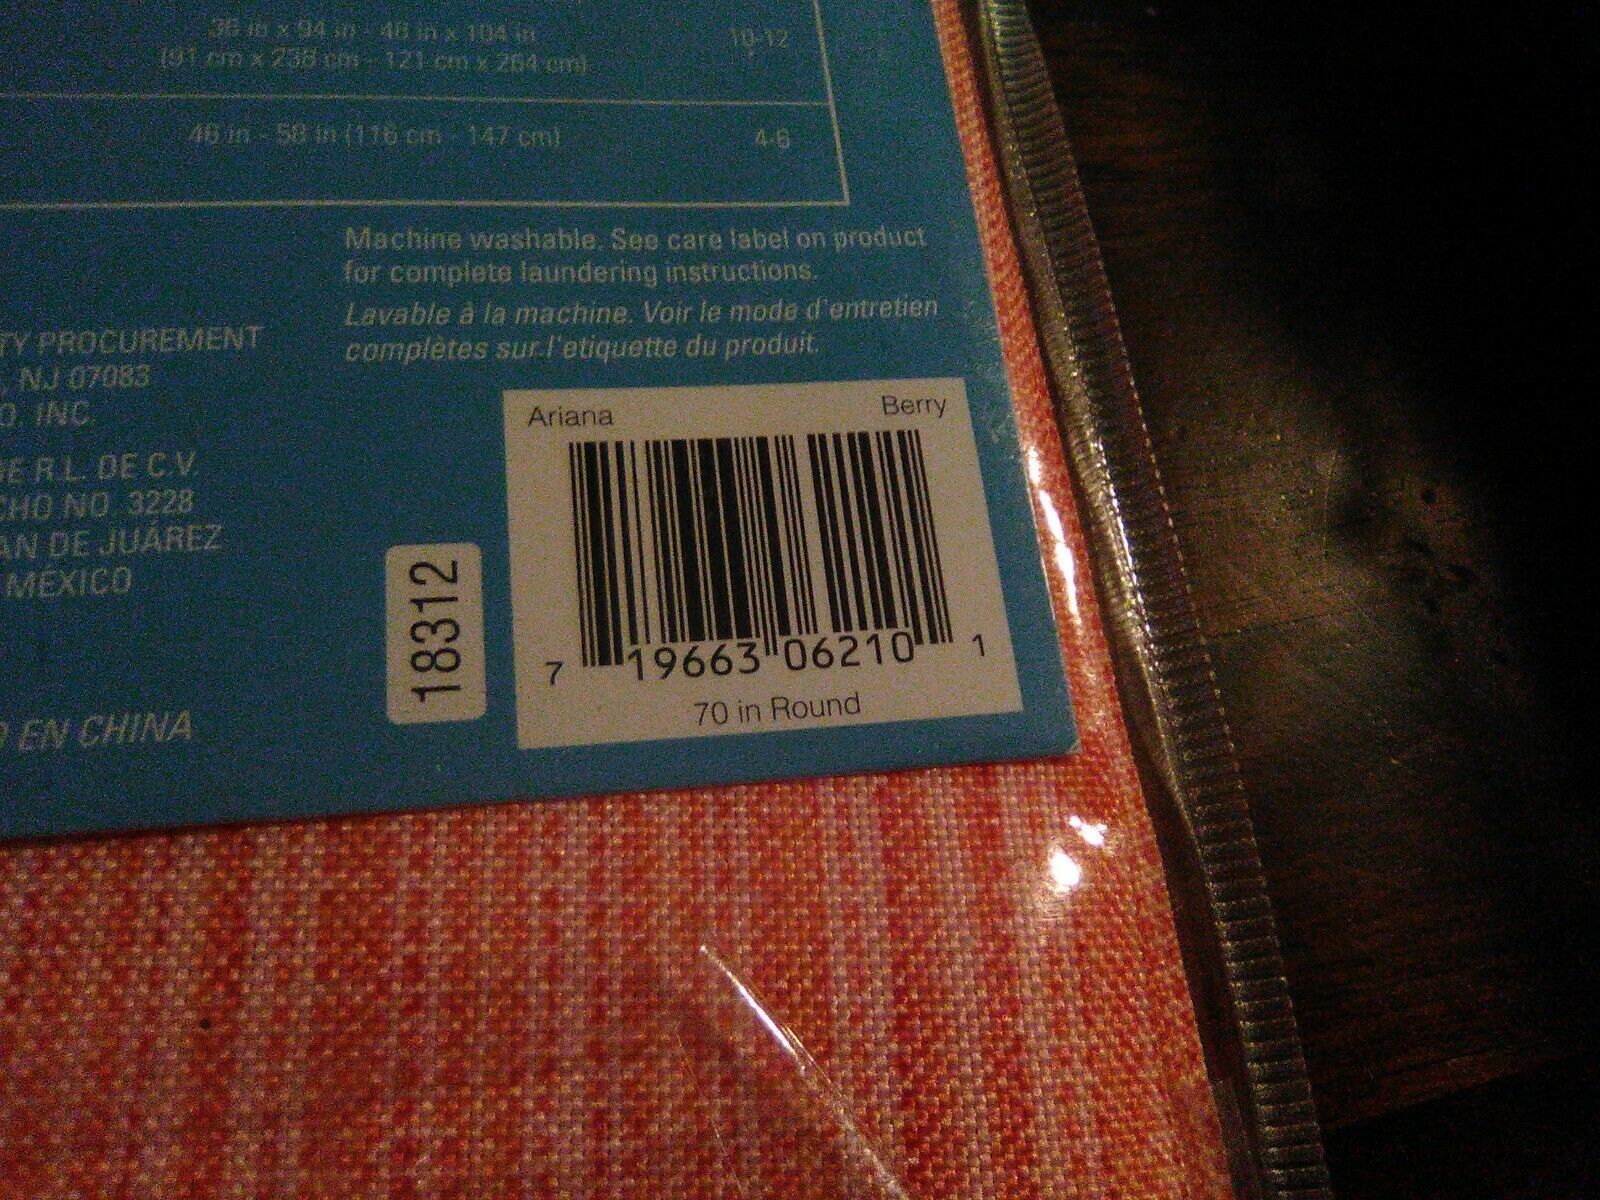 36 in x 94 in - 48 in x 104 in 10-12
(91 cm x 238 cm - 121 cm x 264 cm)
46 in - 58 in (116 cm - 147 cm) 4-6
Machine washable. See care label on product
for complete laundering instructions.
Lavable à la machine. Voir le mode d'entretien
complètes sur l'etiquette du produit.
TY PROCUREMENT
, NJ 07083
O. INC.
DE R.L. DE C.V.
CHO NO. 3228
AN DE JUÁREZ
MÉXICO
O EN CHINA
18312
Ariana Berry
7 19663 06210 1
70 in Round